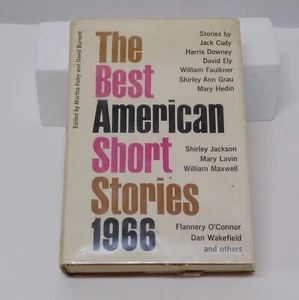 The
Best
American
Short
Stories
1966
Stories by
Jack Cady
Harris Downey
David Ely
William Faulkner
Shirley Ann Grau
Mary Hedin
Shirley Jackson
Mary Lavin
William Maxwell
Flannery O'Connor
Dan Wakefield
and others
Edited by Martha Foley and David Burnett